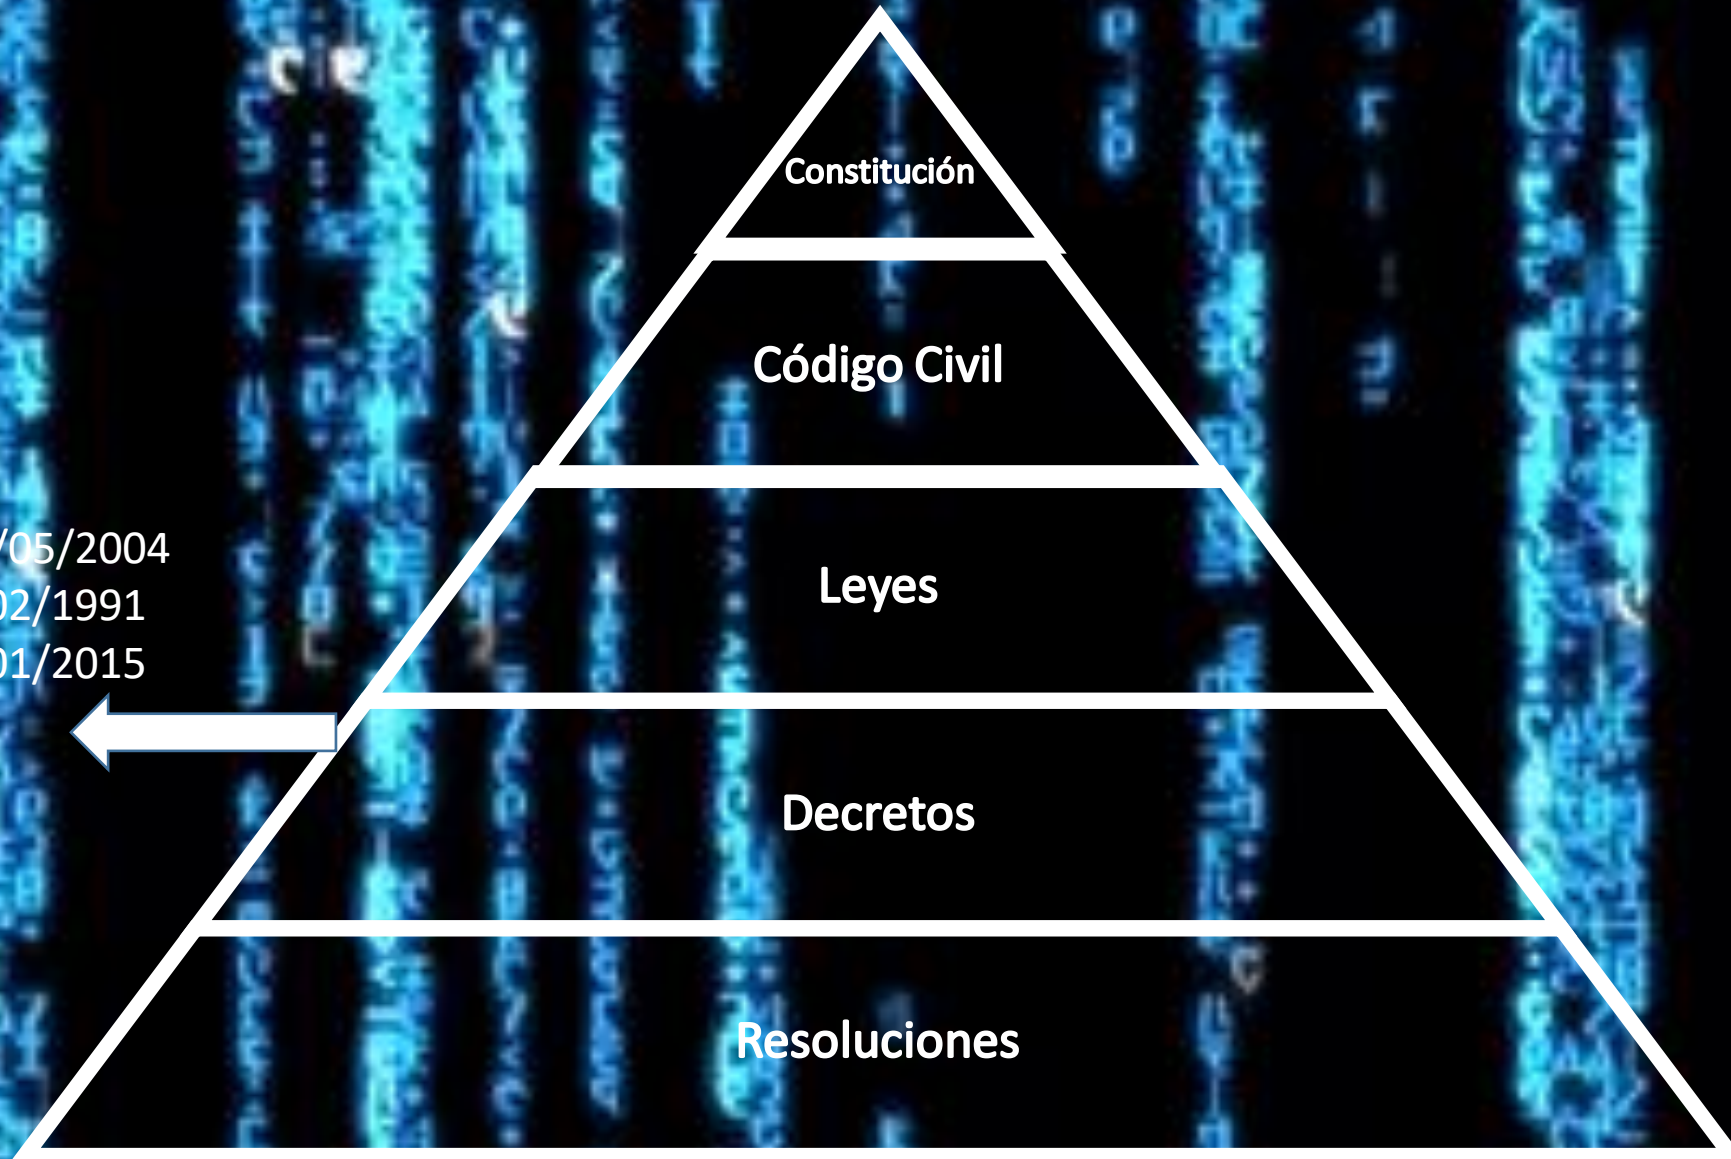 Constitución
Código Civil
Leyes
/05/2004
02/1991
01/2015
Decretos
Resoluciones